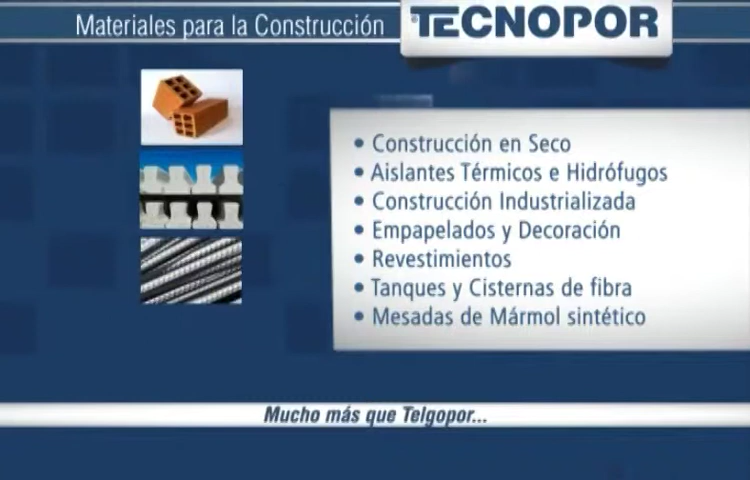 Materiales para la Construcción
®TECNOPOR
• Construcción en Seco
• Aislantes Térmicos e Hidrófugos
• Construcción Industrializada
• Empapelados y Decoración
• Revestimientos
• Tanques y Cisternas de fibra
• Mesadas de Mármol sintético
Mucho más que Telgopor...